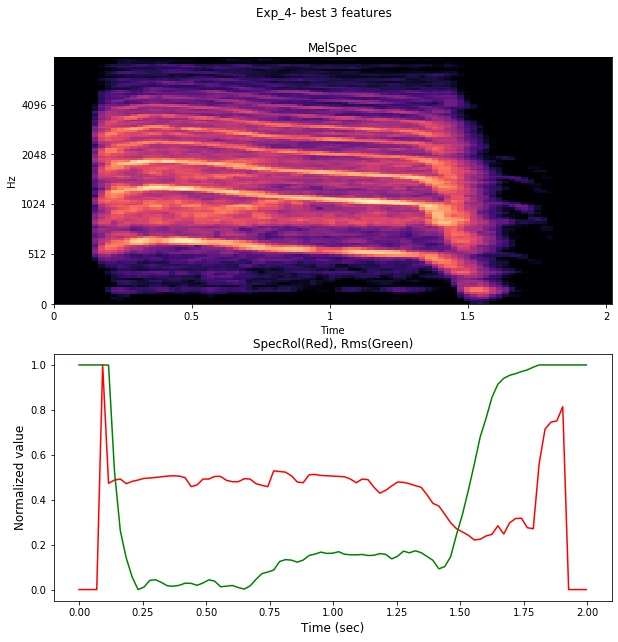 Exp_4- best 3 features
MelSpec
4096
2048
1024
512
0
Hz
0 0.5 1 1.5 2
Time
SpecRol(Red), Rms(Green)
1.0
0.8
0.6
0.4
0.2
0.0
Normalized value
0.00 0.25 0.50 0.75 1.00 1.25 1.50 1.75 2.00
Time (sec)